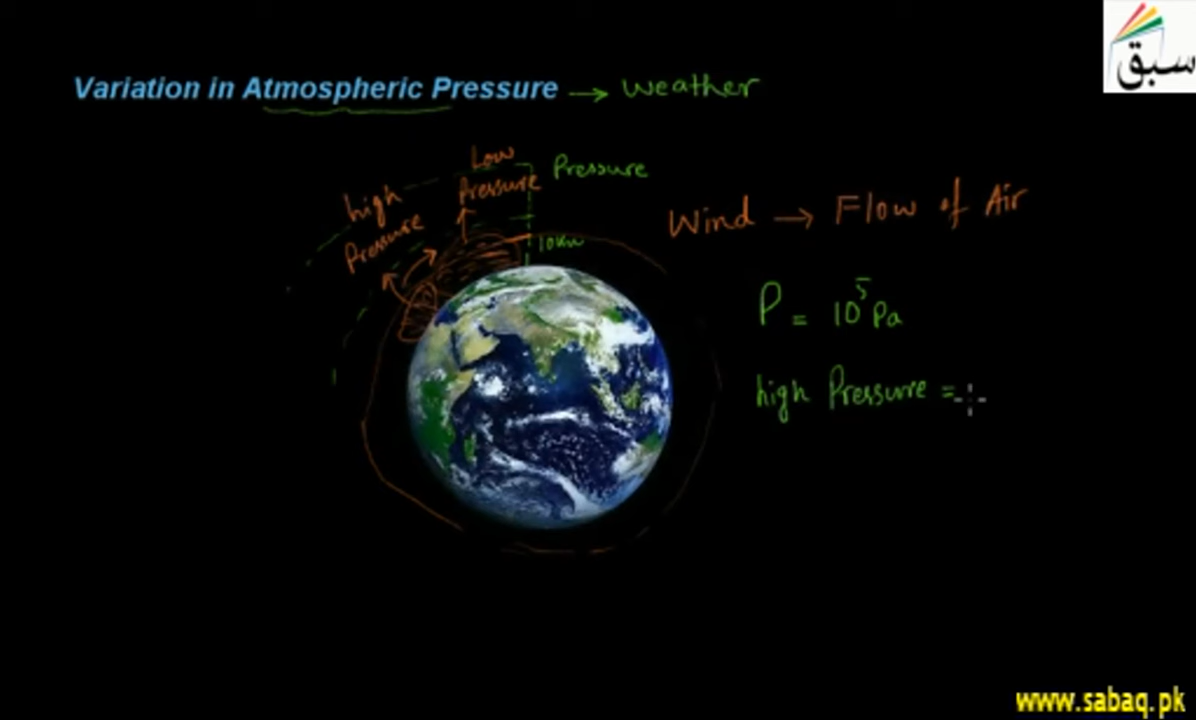 سبق
Variation in Atmospheric Pressure → Weather
Low
Pressure
Pressure
high
Pressure
Wind → Flow of Air
10km
P = 10⁵ Pa
high Pressure =
www.sabaq.pk